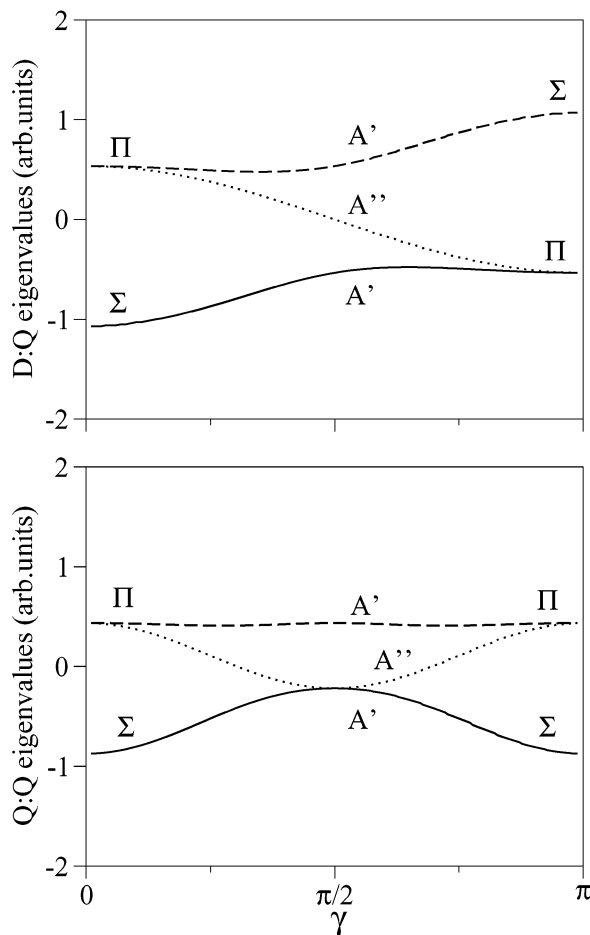 2
1
0
-1
-2
D:Q eigenvalues (arb.units)
Σ
A'
Π
A''
Π
Σ
A'
2
1
0
-1
-2
Q:Q eigenvalues (arb.units)
Π
A'
Π
A''
Σ
A'
Σ
0
π/2
π
γ